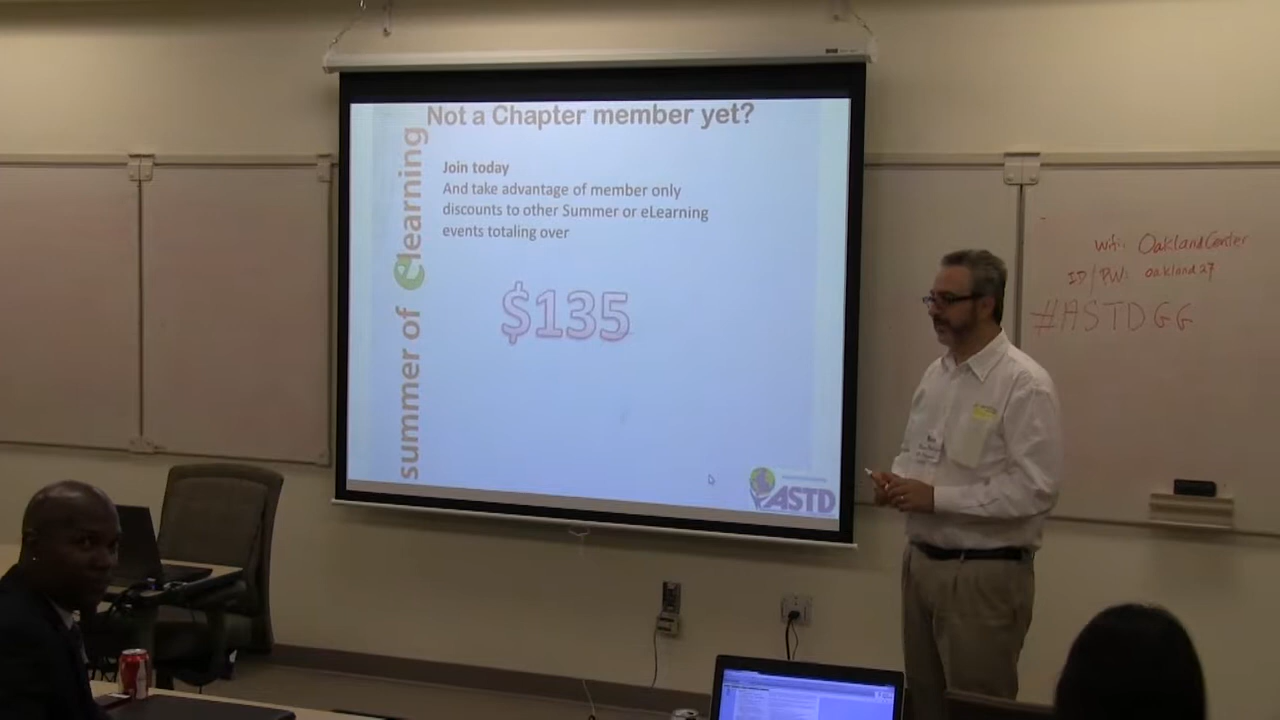 Not a Chapter member yet?
summer of elearning
Join today
And take advantage of member only
discounts to other Summer or eLearning
events totaling over
$135
ASTD
Wifi: OaklandCenter
ID/PW: oakland27
#ASTDGG